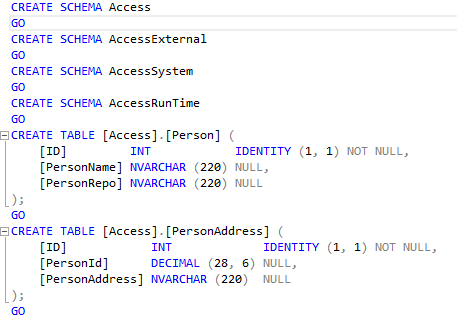 CREATE SCHEMA Access
GO
CREATE SCHEMA AccessExternal
GO
CREATE SCHEMA AccessSystem
GO
CREATE SCHEMA AccessRunTime
GO
CREATE TABLE [Access].[Person] (
[ID] INT IDENTITY (1, 1) NOT NULL,
[PersonName] NVARCHAR (220) NULL,
[PersonRepo] NVARCHAR (220) NULL
);
GO
CREATE TABLE [Access].[PersonAddress] (
[ID] INT IDENTITY (1, 1) NOT NULL,
[PersonId] DECIMAL (28, 6) NULL,
[PersonAddress] NVARCHAR (220) NULL
);
GO